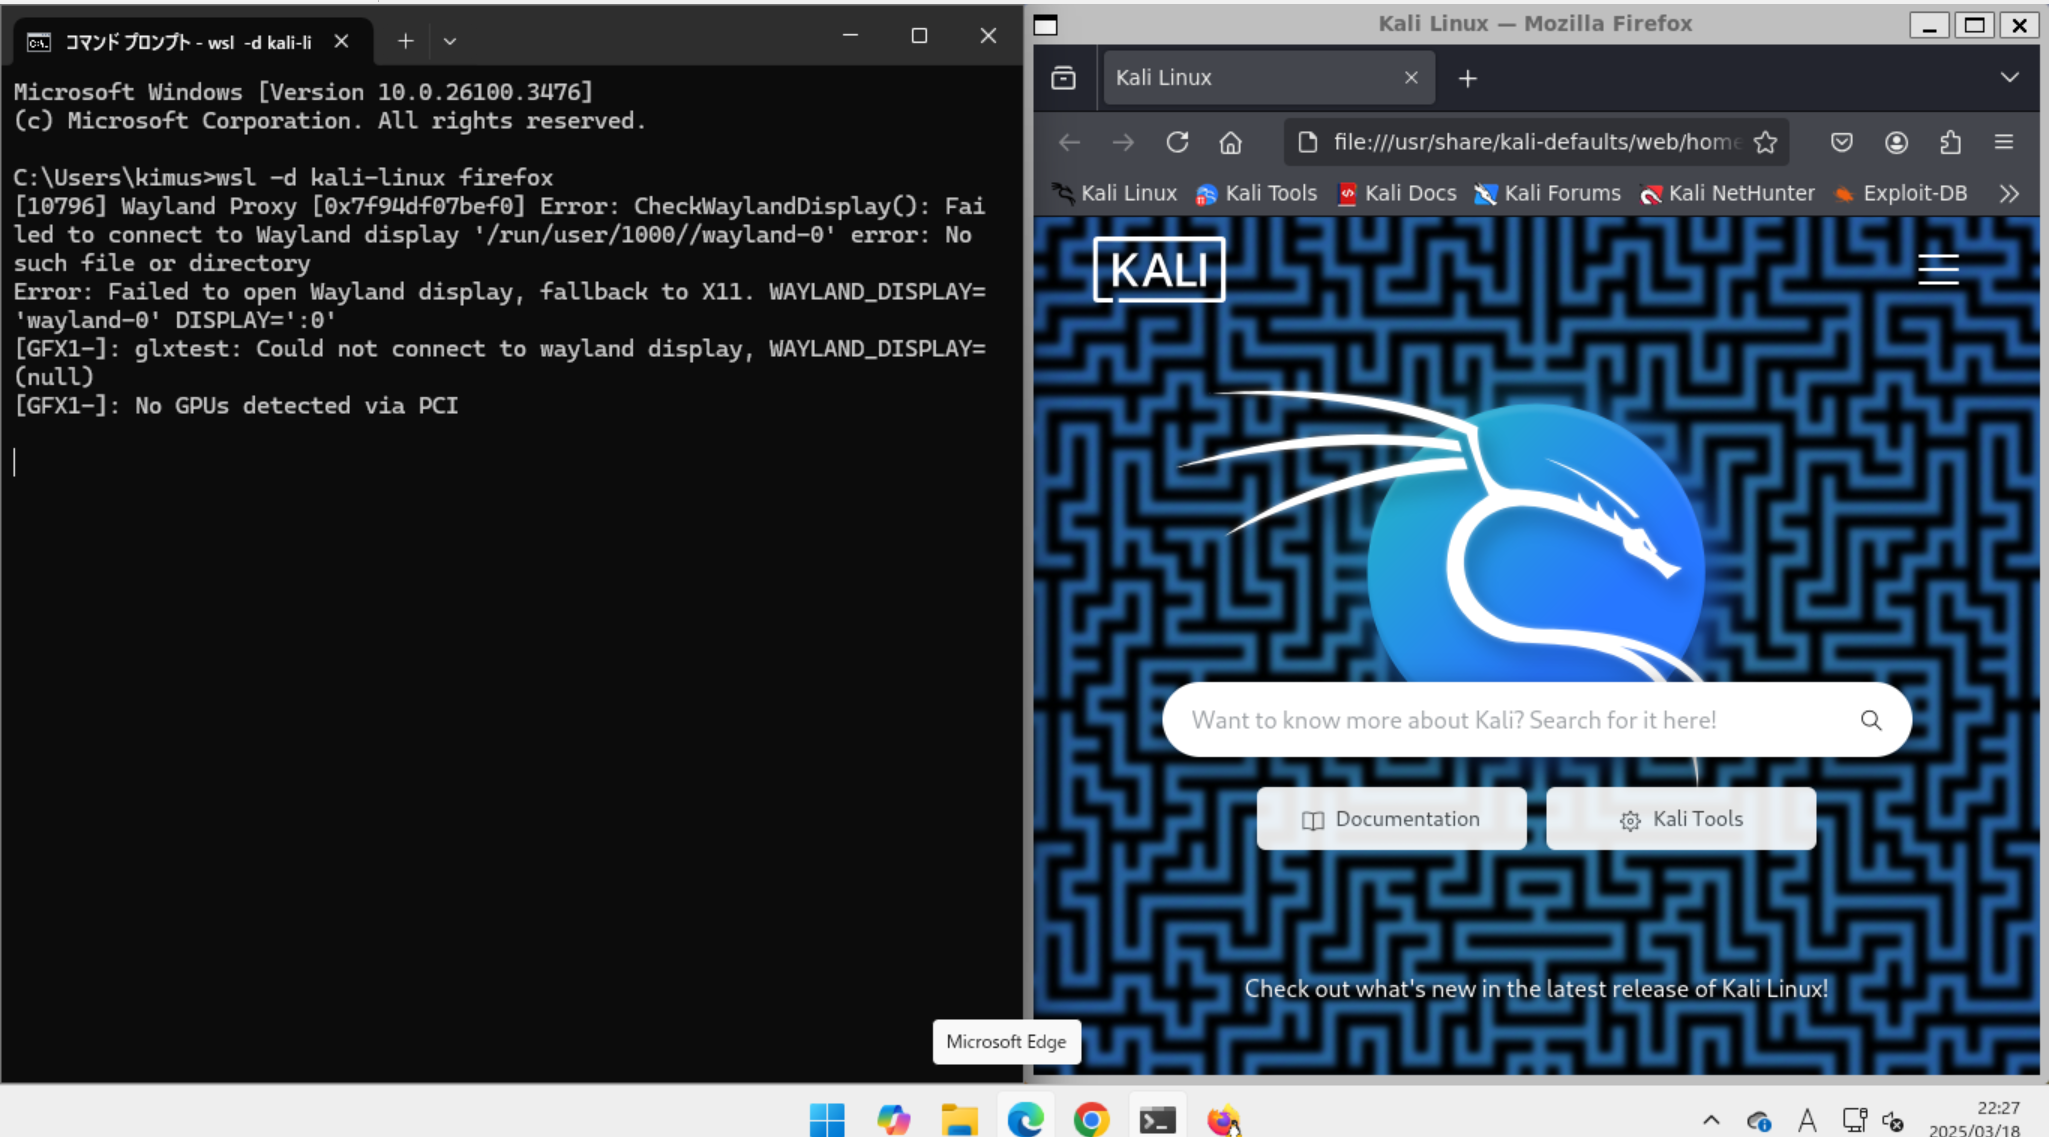 コマンド プロンプト - wsl  -d kali-li
Microsoft Windows [Version 10.0.26100.3476]
(c) Microsoft Corporation. All rights reserved.
C:\Users\kimus>wsl -d kali-linux firefox
[10796] Wayland Proxy [0x7f94df07bef0] Error: CheckWaylandDisplay(): Fai
led to connect to Wayland display '/run/user/1000//wayland-0' error: No
such file or directory
Error: Failed to open Wayland display, fallback to X11. WAYLAND_DISPLAY=
'wayland-0' DISPLAY=':0'
[GFX1-]: glxtest: Could not connect to wayland display, WAYLAND_DISPLAY=
(null)
[GFX1-]: No GPUs detected via PCI
Kali Linux — Mozilla Firefox
Kali Linux
file:///usr/share/kali-defaults/web/home
Kali Linux Kali Tools Kali Docs Kali Forums Kali NetHunter Exploit-DB
KALI
Want to know more about Kali? Search for it here!
Documentation Kali Tools
Check out what's new in the latest release of Kali Linux!
Microsoft Edge
A
22:27
2025/03/18